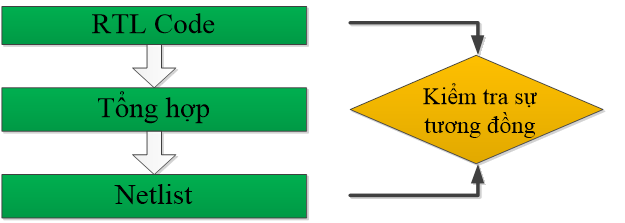 RTL Code
Tổng hợp
Netlist
Kiểm tra sự
tương đồng